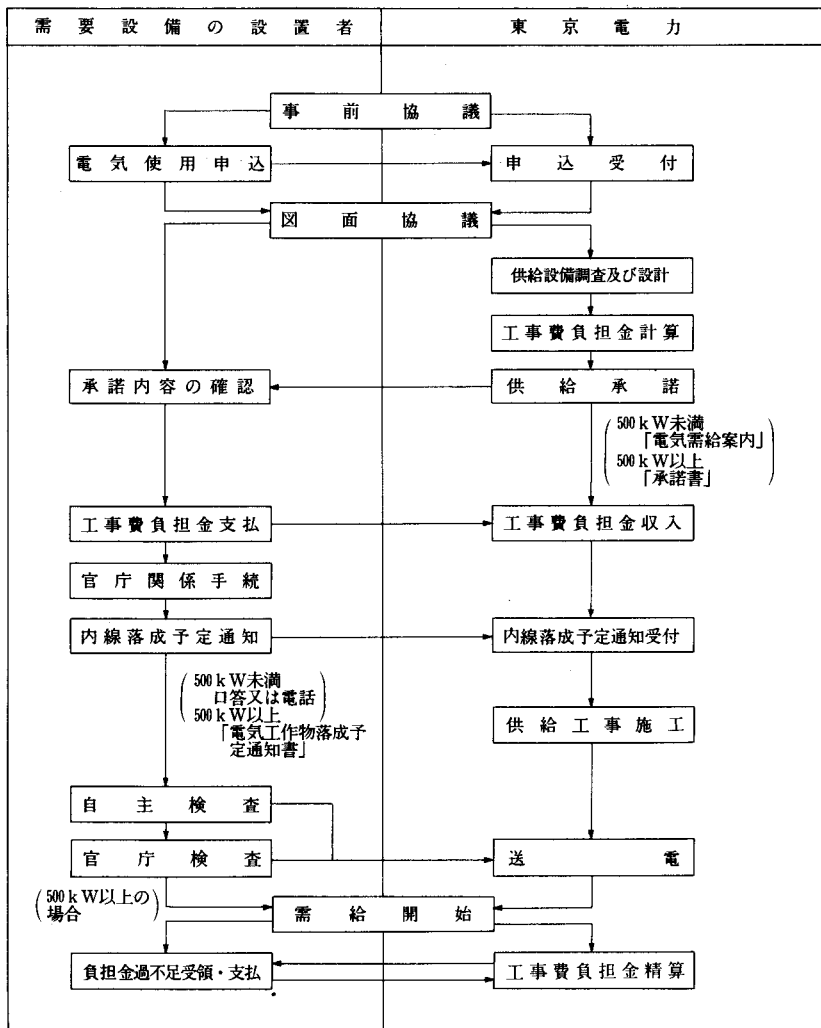 需要設備の設置者
東京電力
事前協議
電気使用申込
申込受付
図面協議
供給設備調査及び設計
工事費負担金計算
承諾内容の確認
供給承諾
500kW未満
「電気需給案内」
500kW以上
「承諾書」
工事費負担金支払
工事費負担金収入
官庁関係手続
内線落成予定通知
内線落成予定通知受付
500kW未満
口答又は電話
500kW以上
「電気工作物落成予
定通知書」
供給工事施工
自主検査
官庁検査
送電
(500kW以上の
場合)
需給開始
負担金過不足受領・支払
工事費負担金精算